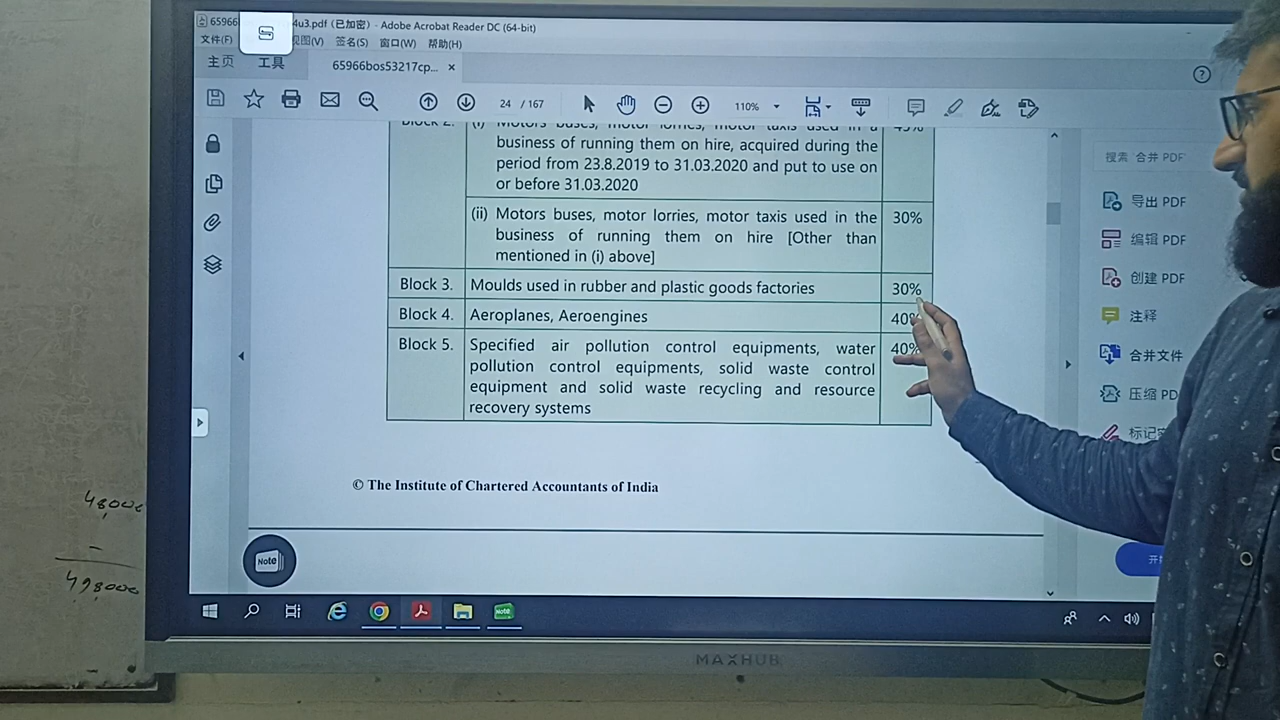 4u3.pdf (已加密) - Adobe Acrobat Reader DC (64-bit)
文件(F) 视图(V) 签名(S) 窗口(W) 帮助(H)
主页 工具 65966bos53217cp... ×
24 / 167 110%
Block 2. (i) Motors buses, motor lorries, motor taxis used in a 45%
business of running them on hire, acquired during the
period from 23.8.2019 to 31.03.2020 and put to use on
or before 31.03.2020
(ii) Motors buses, motor lorries, motor taxis used in the 30%
business of running them on hire [Other than
mentioned in (i) above]
Block 3. Moulds used in rubber and plastic goods factories 30%
Block 4. Aeroplanes, Aeroengines 40%
Block 5. Specified air pollution control equipments, water 40%
pollution control equipments, solid waste control
equipment and solid waste recycling and resource
recovery systems
© The Institute of Chartered Accountants of India
搜索 '合并 PDF'
导出 PDF
编辑 PDF
创建 PDF
注释
合并文件
压缩 PD
Note
Note
MAXHUB
498000